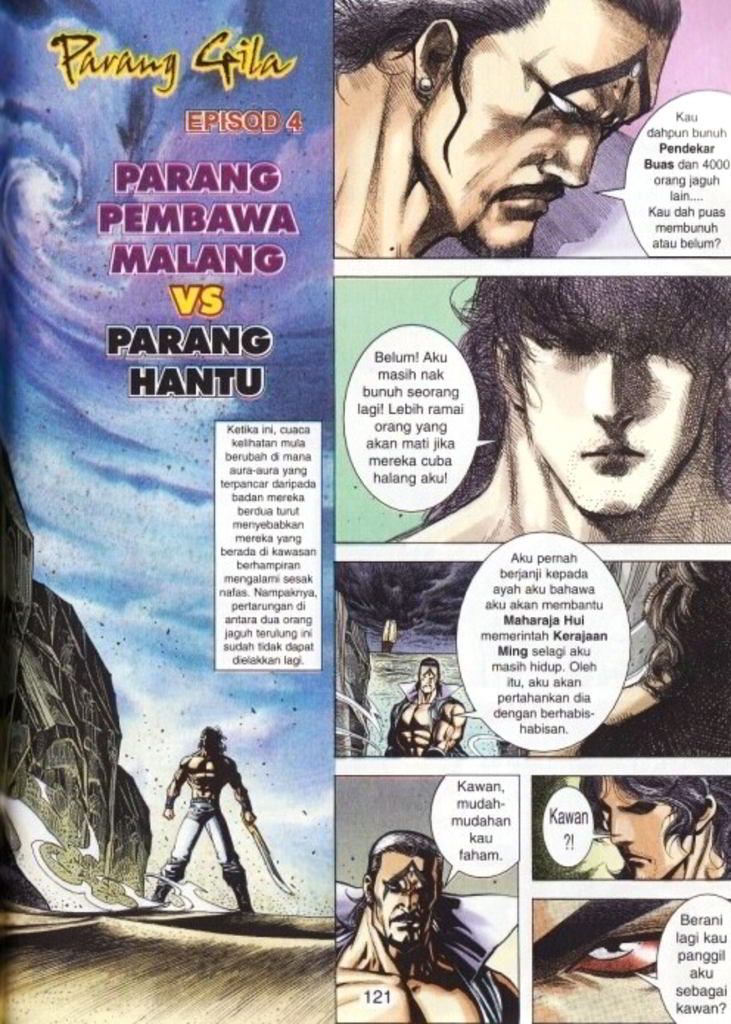 Parang Gila
EPISOD 4
PARANG
PEMBAWA
MALANG
VS
PARANG
HANTU
Ketika ini, cuaca
kelihatan mula
berubah di mana
aura-aura yang
terpancar daripada
badan mereka
berdua turut
menyebabkan
mereka yang
berada di kawasan
berhampiran
mengalami sesak
nafas. Nampaknya,
pertarungan di
antara dua orang
jaguh terulung ini
sudah tidak dapat
dielakkan lagi.
Kau
dahpun bunuh
Pendekar
Buas dan 4000
orang jaguh
lain....
Kau dah puas
membunuh
atau belum?
Belum! Aku
masih nak
bunuh seorang
lagi! Lebih ramai
orang yang
akan mati jika
mereka cuba
halang aku!
Aku pernah
berjanji kepada
ayah aku bahawa
aku akan membantu
Maharaja Hui
memerintah Kerajaan
Ming selagi aku
masih hidup. Oleh
itu, aku akan
pertahankan dia
dengan berhabis-
habisan.
Kawan,
mudah-
mudahan
kau
faham.
Kawan
?!
Berani
lagi kau
panggil
aku
sebagai
kawan?
121